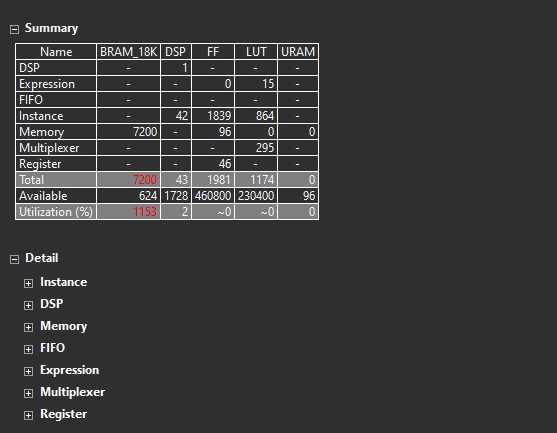 Summary
Name BRAM_18K DSP FF LUT URAM
DSP - 1 - - -
Expression - - 0 15 -
FIFO - - - - -
Instance - 42 1839 864 -
Memory 7200 - 96 0 0
Multiplexer - - - 295 -
Register - - 46 - -
Total 7200 43 1981 1174 0
Available 624 1728 460800 230400 96
Utilization (%) 1153 2 ~0 ~0 0
Detail
Instance
DSP
Memory
FIFO
Expression
Multiplexer
Register